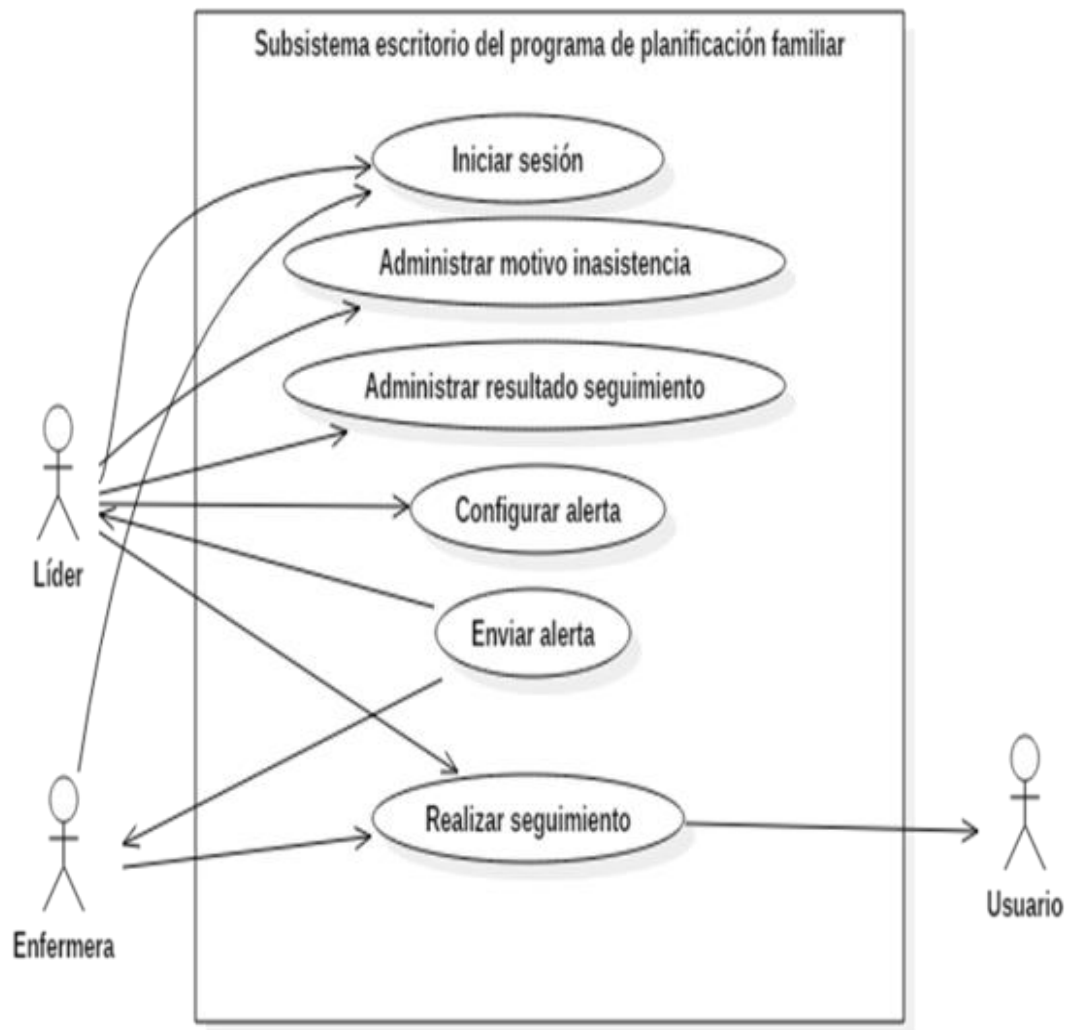 Subsistema escritorio del programa de planificación familiar
Iniciar sesión
Administrar motivo inasistencia
Administrar resultado seguimiento
Configurar alerta
Líder
Enviar alerta
Realizar seguimiento
Usuario
Enfermera